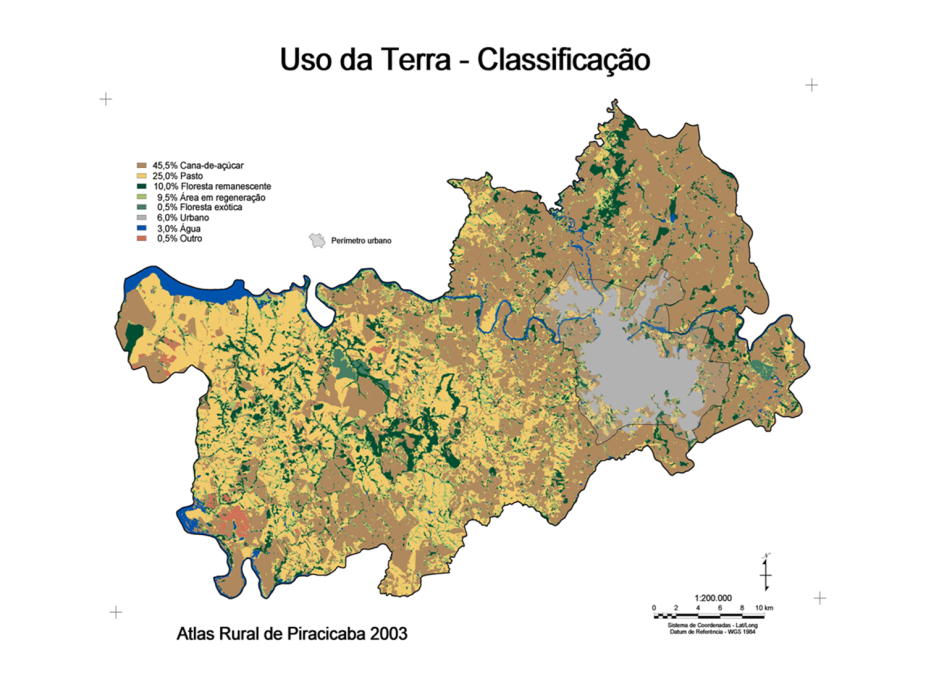 Uso da Terra - Classificação
45,5% Cana-de-açúcar
25,0% Pasto
10,0% Floresta remanescente
9,5% Área em regeneração
0,5% Floresta exótica
6,0% Urbano
3,0% Água
0,5% Outro
Perímetro urbano
N
1:200.000
0 2 4 6 8 10 km
Sistema de Coordenadas - Lat/Long
Datum de Referência - WGS 1984
Atlas Rural de Piracicaba 2003